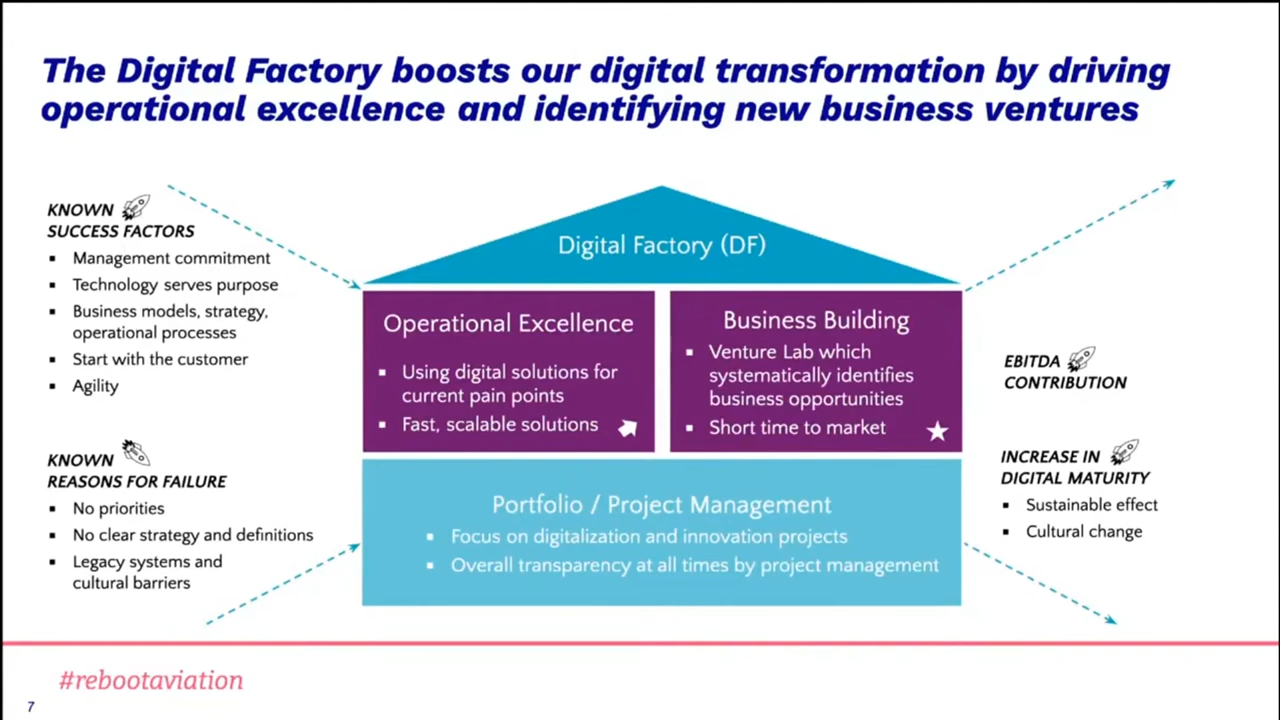 The Digital Factory boosts our digital transformation by driving
operational excellence and identifying new business ventures
KNOWN
SUCCESS FACTORS
▪ Management commitment
▪ Technology serves purpose
▪ Business models, strategy,
operational processes
▪ Start with the customer
▪ Agility
KNOWN
REASONS FOR FAILURE
▪ No priorities
▪ No clear strategy and definitions
▪ Legacy systems and
cultural barriers
Digital Factory (DF)
Operational Excellence
▪ Using digital solutions for
current pain points
▪ Fast, scalable solutions
Business Building
▪ Venture Lab which
systematically identifies
business opportunities
▪ Short time to market
Portfolio / Project Management
▪ Focus on digitalization and innovation projects
▪ Overall transparency at all times by project management
EBITDA
CONTRIBUTION
INCREASE IN
DIGITAL MATURITY
▪ Sustainable effect
▪ Cultural change
#rebootaviation
7